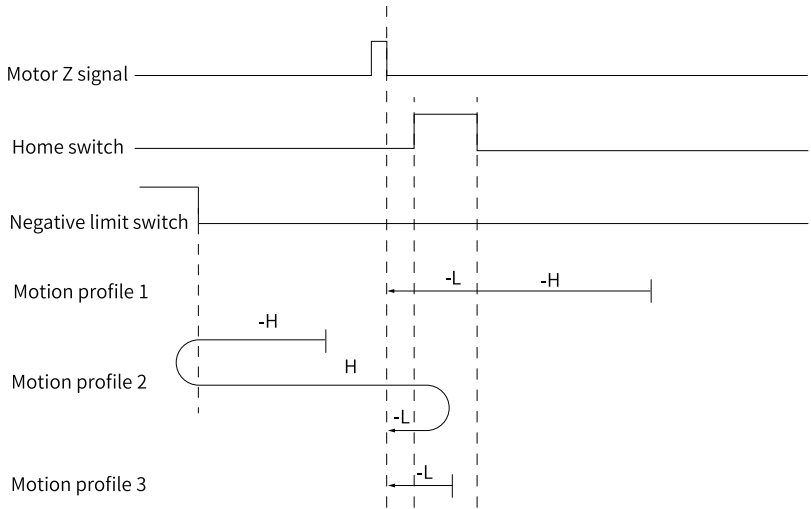 Motor Z signal
Home switch
Negative limit switch
Motion profile 1
-L
-H
-H
Motion profile 2
H
-L
Motion profile 3
-L